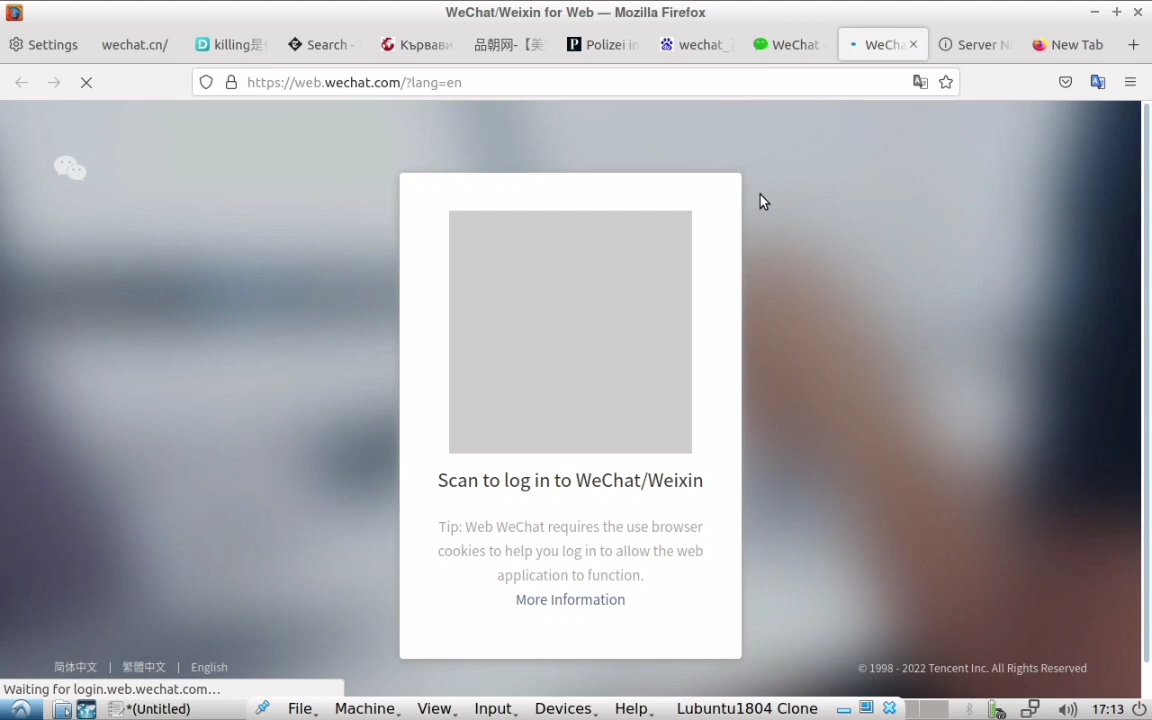 WeChat/Weixin for Web — Mozilla Firefox
Settings
wechat.cn/
killing是
Search -
Кървави
品朝网-【美
Polizei in
wechat_
WeChat
WeCha
Server N
New Tab
https://web.wechat.com/?lang=en
Scan to log in to WeChat/Weixin
Tip: Web WeChat requires the use browser
cookies to help you log in to allow the web
application to function.
More Information
简体中文 | 繁體中文 | English
© 1998 - 2022 Tencent Inc. All Rights Reserved
Waiting for login.web.wechat.com…
*(Untitled)
File
Machine
View
Input
Devices
Help
Lubuntu1804 Clone
17:13